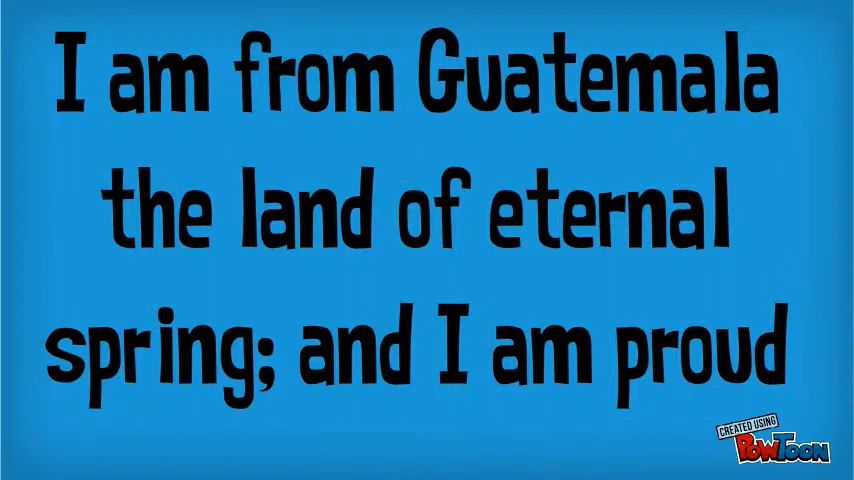 I am from Guatemala
the land of eternal
spring; and I am proud
CREATED USING
PowToon